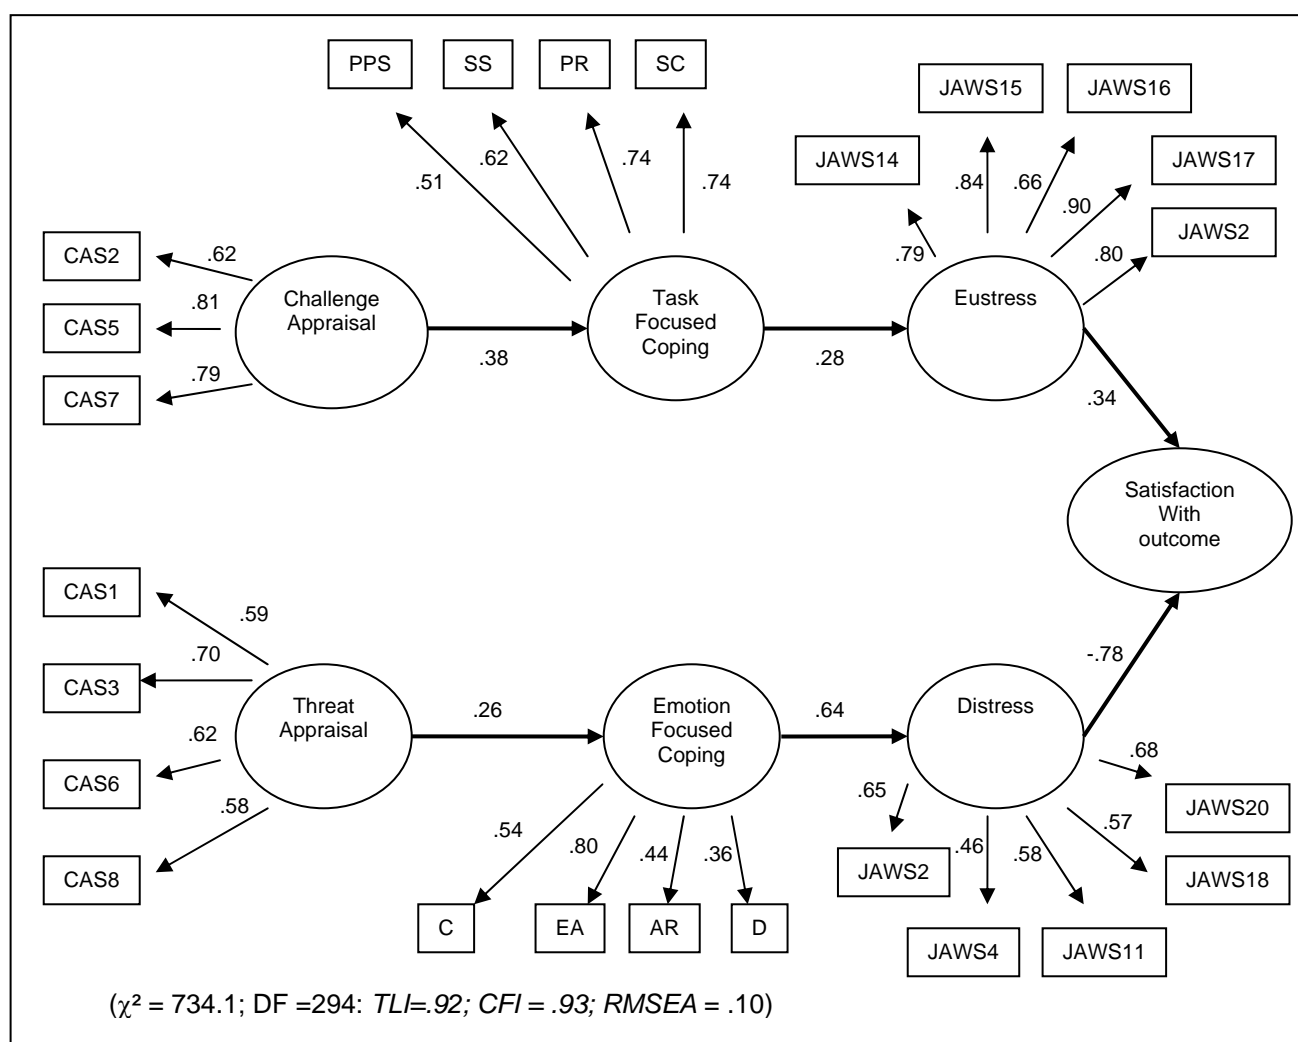 PPS
SS
PR
SC
JAWS15
JAWS16
JAWS14
JAWS17
JAWS2
.51
.62
.74
.74
.79
.84
.66
.90
.80
CAS2
CAS5
CAS7
.62
.81
.79
Challenge
Appraisal
.38
Task
Focused
Coping
.28
Eustress
.34
Satisfaction
With
outcome
CAS1
CAS3
CAS6
CAS8
.59
.70
.62
.58
Threat
Appraisal
.26
Emotion
Focused
Coping
.64
Distress
-.78
.54
.80
.44
.36
.65
.46
.58
.57
.68
C
EA
AR
D
JAWS2
JAWS4
JAWS11
JAWS18
JAWS20
(χ² = 734.1; DF =294: TLI=.92; CFI = .93; RMSEA = .10)